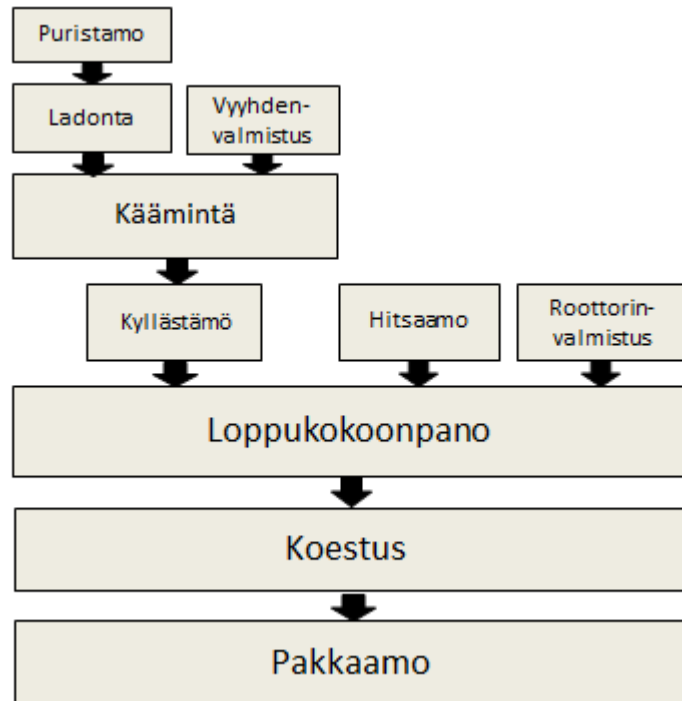 Puristamo
Ladonta
Vyyhden-
valmistus
Käämintä
Kyllästämö
Hitsaamo
Roottorin-
valmistus
Loppukokoonpano
Koestus
Pakkaamo